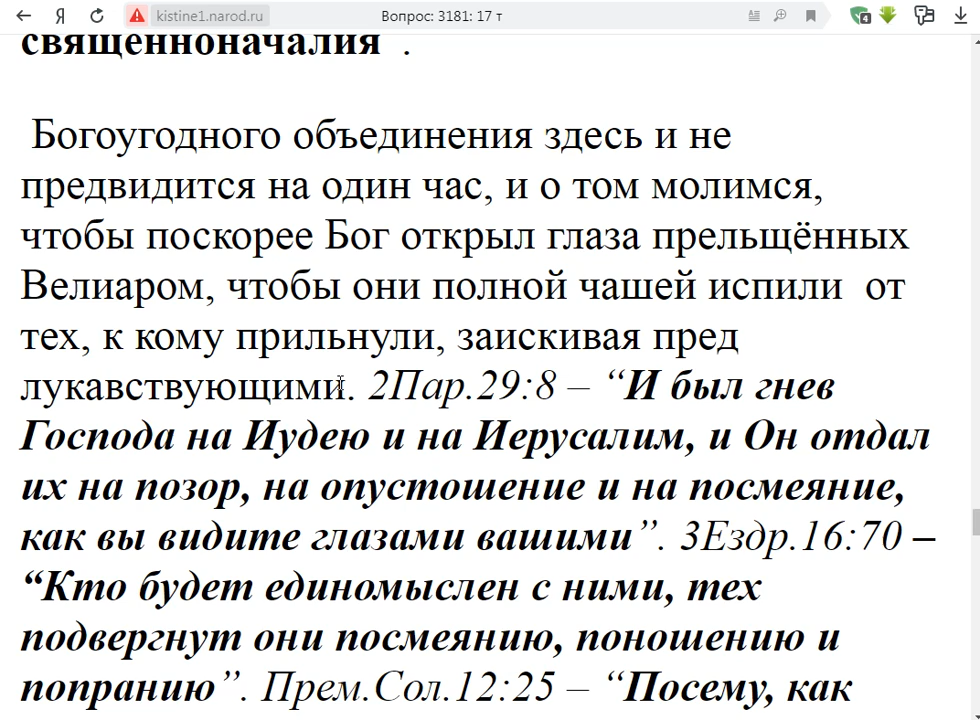 kistine1.narod.ru Вопрос: 3181: 17 т 4
священноначалия .
Богоугодного объединения здесь и не
предвидится на один час, и о том молимся,
чтобы поскорее Бог открыл глаза прельщённых
Велиаром, чтобы они полной чашей испили от
тех, к кому прильнули, заискивая пред
лукавствующими. 2Пар.29:8 – “И был гнев
Господа на Иудею и на Иерусалим, и Он отдал
их на позор, на опустошение и на посмеяние,
как вы видите глазами вашими”. 3Ездр.16:70 –
“Кто будет единомыслен с ними, тех
подвергнут они посмеянию, поношению и
попранию”. Прем.Сол.12:25 – “Посему, как